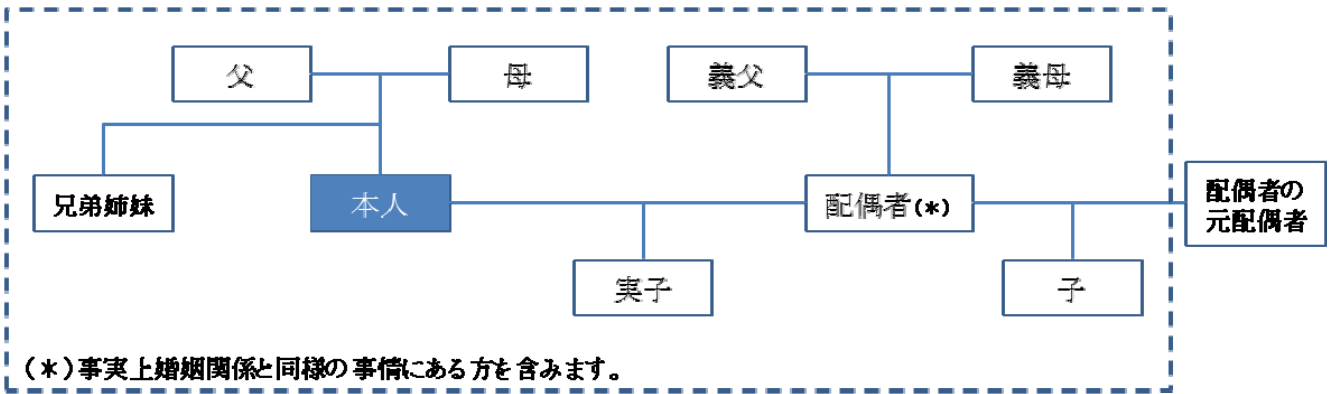 父
母
義父
義母
兄弟姉妹
本人
配偶者(*)
配偶者の
元配偶者
実子
子
(*)事実上婚姻関係と同様の事情にある方を含みます。